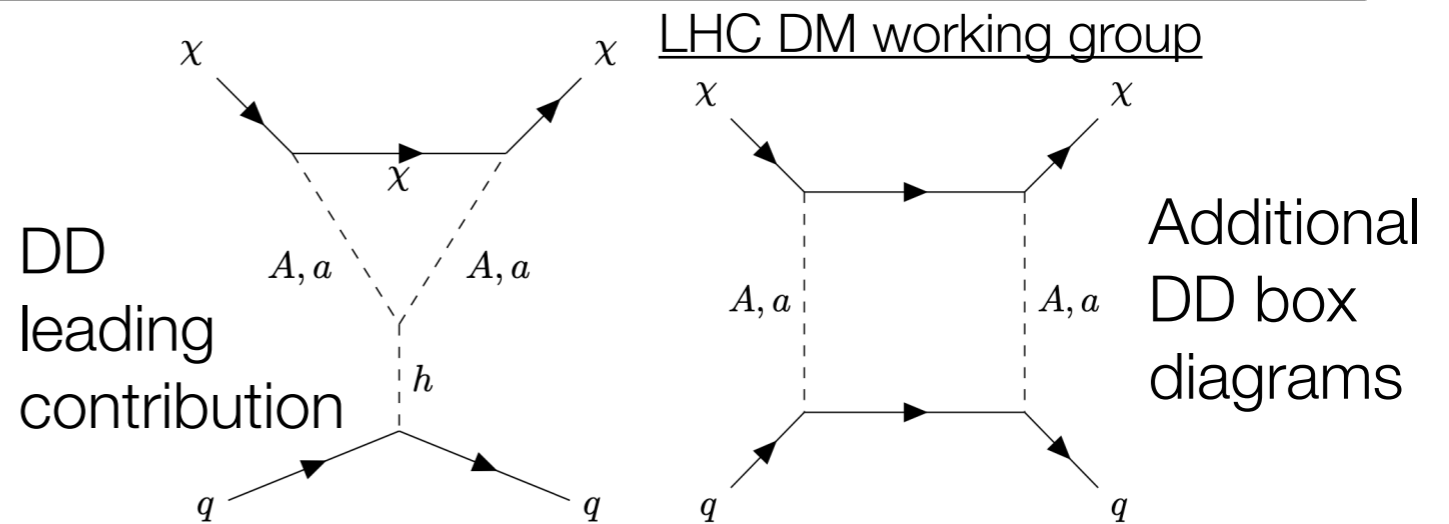 LHC DM working group
χ
χ
χ
DD
leading
contribution
A, a
A, a
h
q
q
χ
χ
A, a
A, a
q
q
Additional
DD box
diagrams